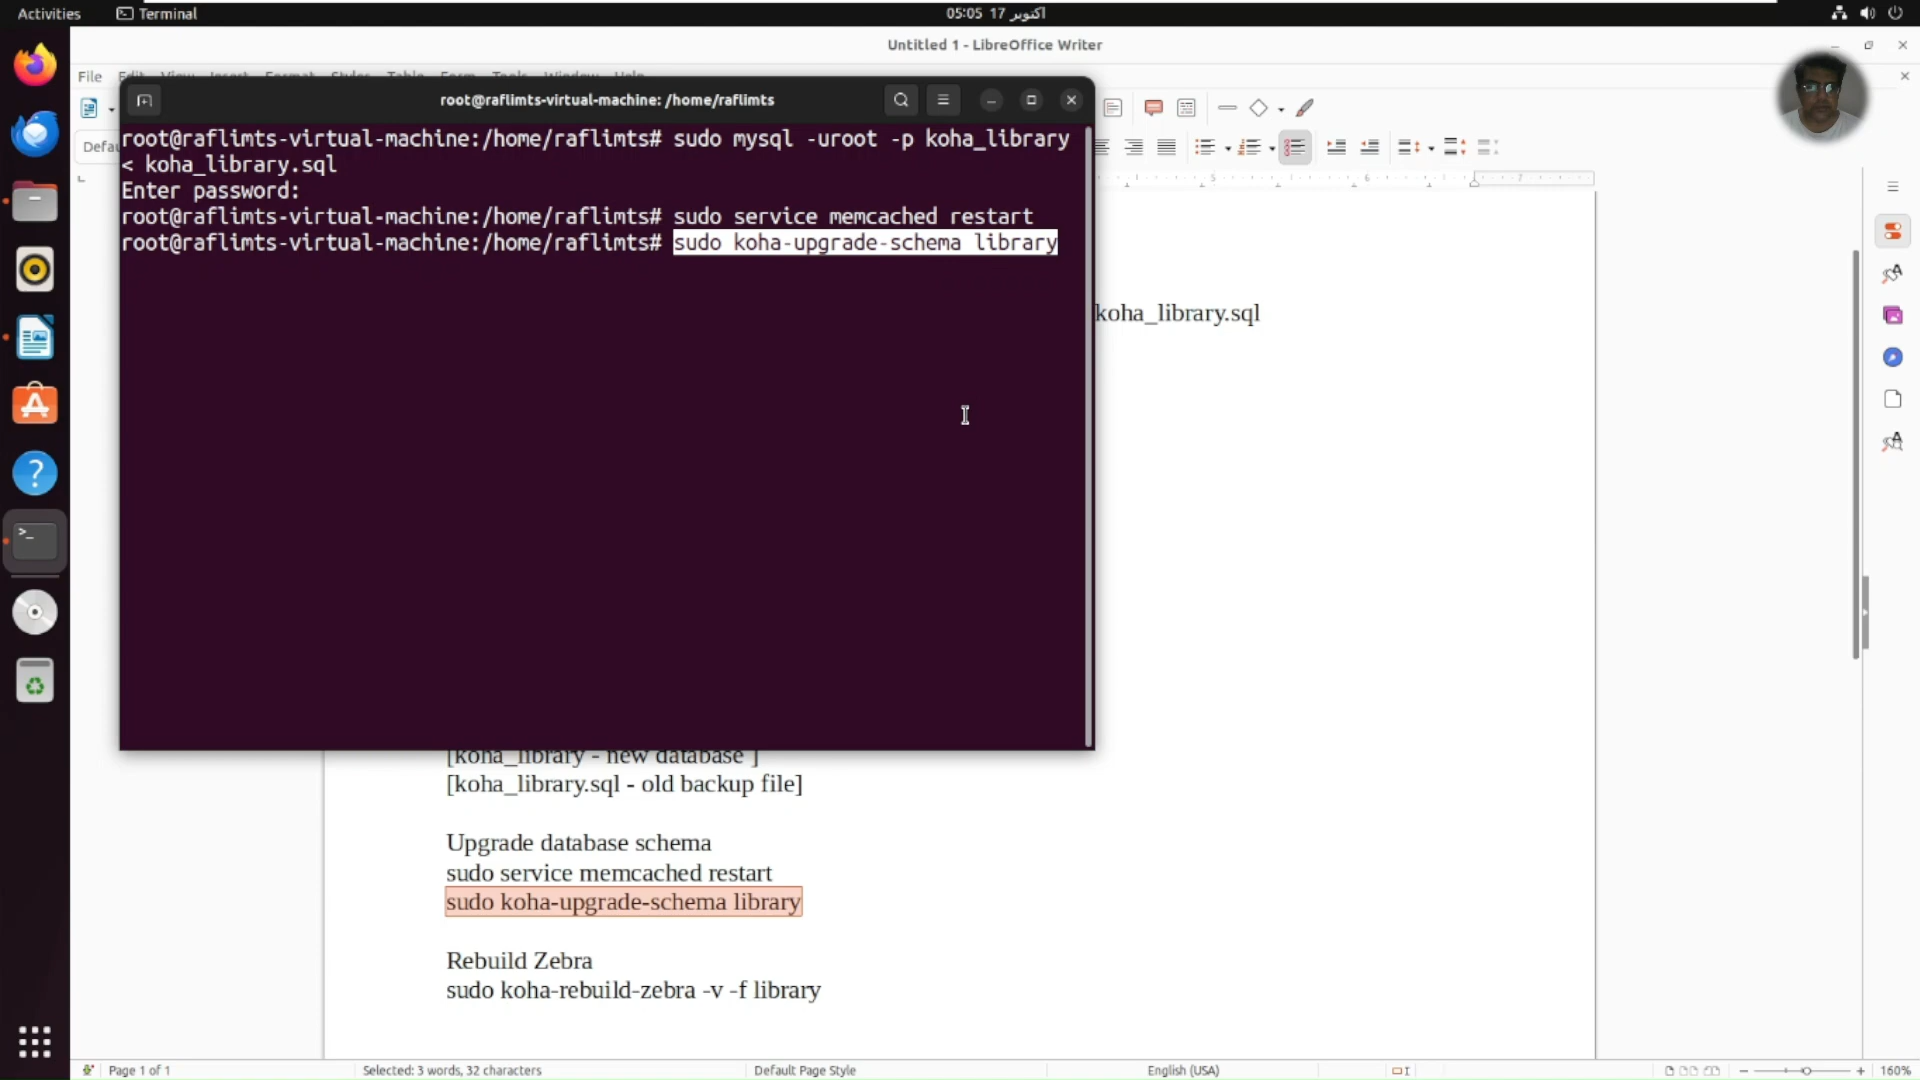 Activities
Terminal
05:05 17 اکتوبر
Untitled 1 - LibreOffice Writer
File
root@raflimts-virtual-machine: /home/raflimts
root@raflimts-virtual-machine:/home/raflimts# sudo mysql -uroot -p koha_library
< koha_library.sql
Enter password:
root@raflimts-virtual-machine:/home/raflimts# sudo service memcached restart
root@raflimts-virtual-machine:/home/raflimts# sudo koha-upgrade-schema library
koha_library.sql
[koha_library - new database ]
[koha_library.sql - old backup file]
Upgrade database schema
sudo service memcached restart
sudo koha-upgrade-schema library
Rebuild Zebra
sudo koha-rebuild-zebra -v -f library
Page 1 of 1
Selected: 3 words, 32 characters
Default Page Style
English (USA)
160%